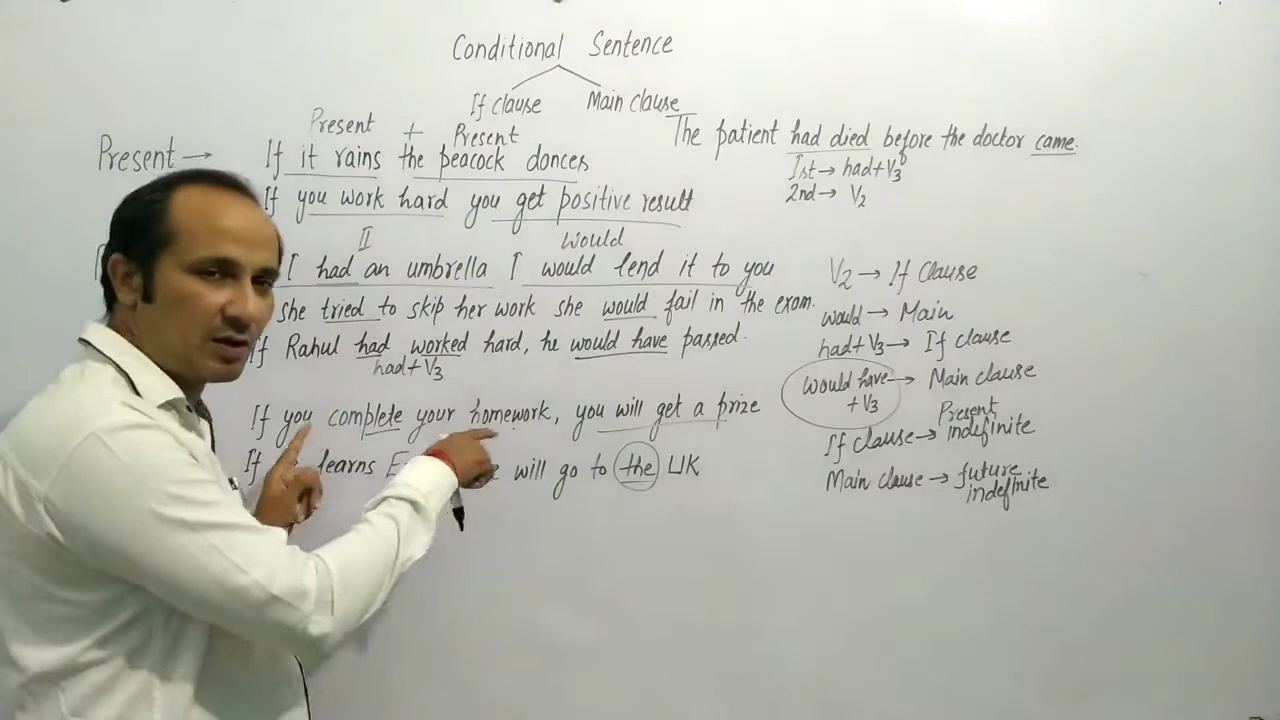 Conditional Sentence
If clause Main clause
Present + Present
Present → If it rains the peacock dances
If you work hard you get positive result
II would
I had an umbrella I would lend it to you
she tried to skip her work she would fail in the exam.
If Rahul had worked hard, he would have passed.
had + V3
If you complete your homework, you will get a prize
If learns will go to the UK
The patient had died before the doctor came.
Ist → had + V3
2nd → V2
V2 → If Clause
would → Main
had + V3 → If clause
would have + V3 → Main clause
If clause → Present indefinite
Main clause → future indefinite